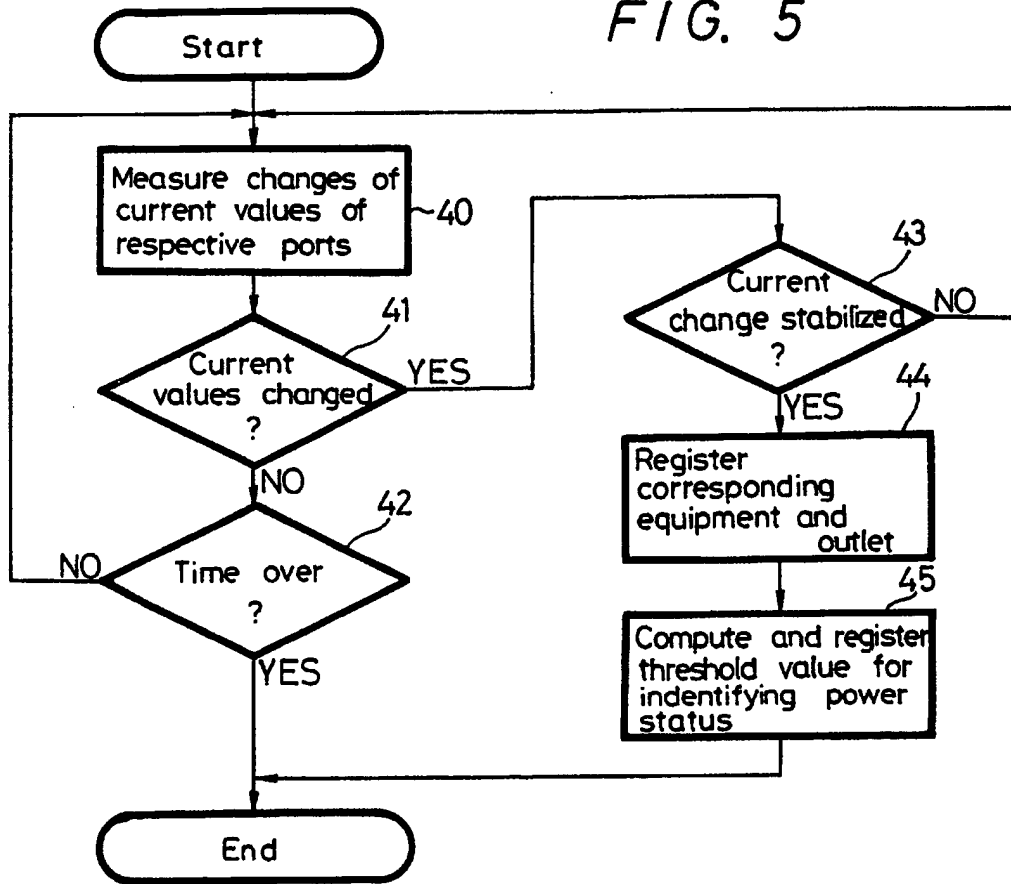 FIG. 5
Start
Measure changes of
current values of
respective ports
40
41
Current
values changed
?
YES
NO
42
Time over
?
NO
YES
43
Current
change stabilized
?
NO
YES
44
Register
corresponding
equipment and
outlet
45
Compute and register
threshold value for
indentifying power
status
End